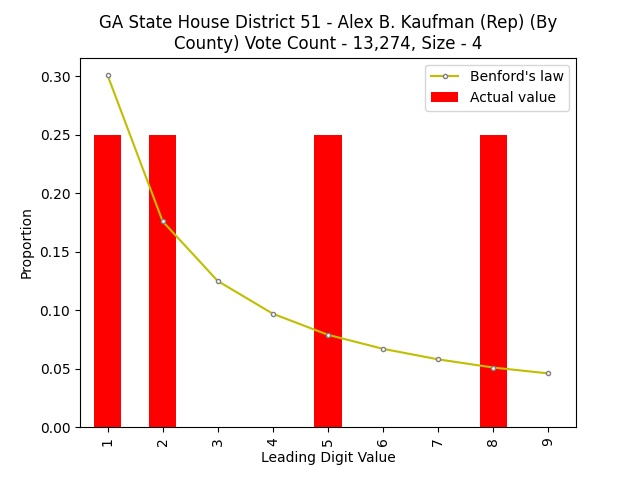 GA State House District 51 - Alex B. Kaufman (Rep) (By
County) Vote Count - 13,274, Size - 4
Benford's law
Actual value
0.30
0.25
0.20
0.15
0.10
0.05
0.00
Proportion
1 2 3 4 5 6 7 8 9
Leading Digit Value